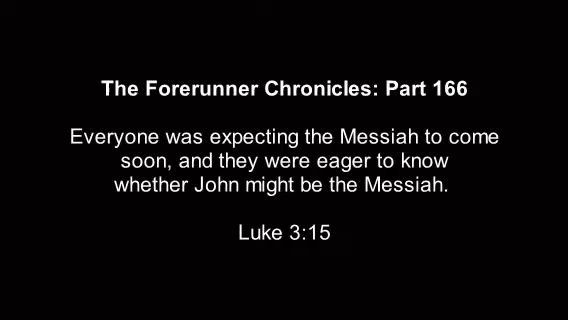 The Forerunner Chronicles: Part 166
Everyone was expecting the Messiah to come
soon, and they were eager to know
whether John might be the Messiah.
Luke 3:15